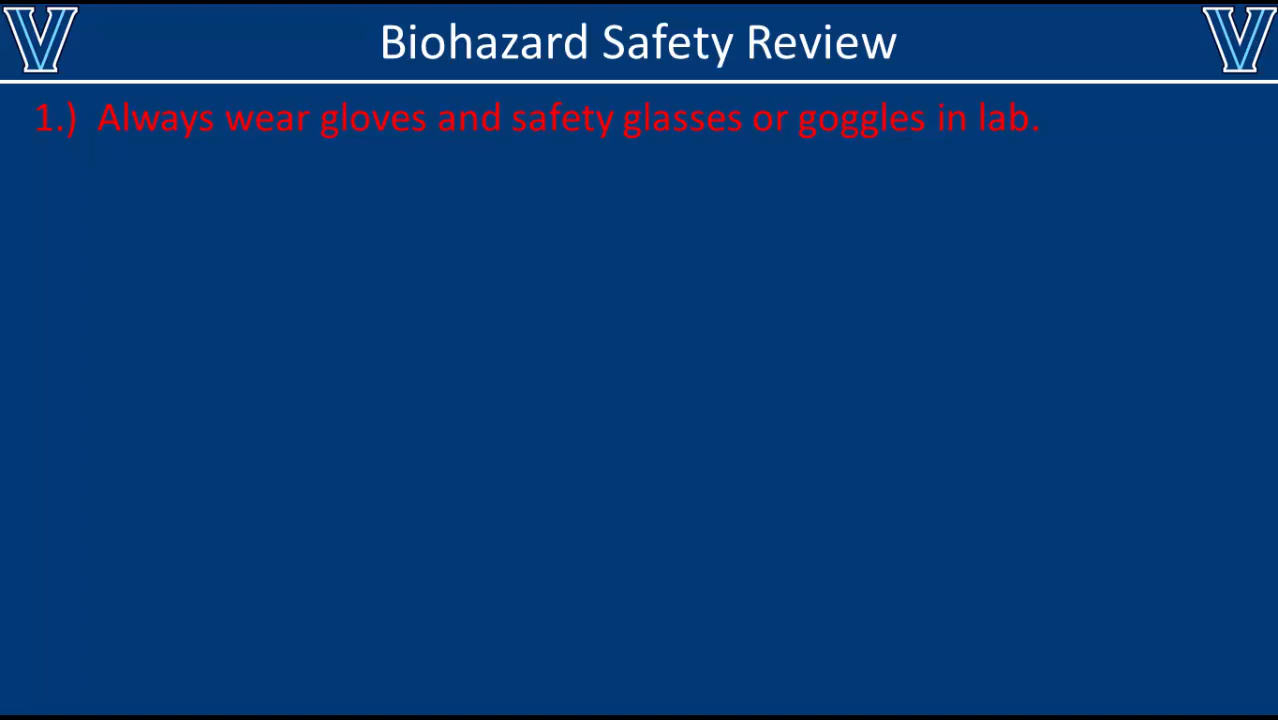 V
Biohazard Safety Review
V
1.) Always wear gloves and safety glasses or goggles in lab.